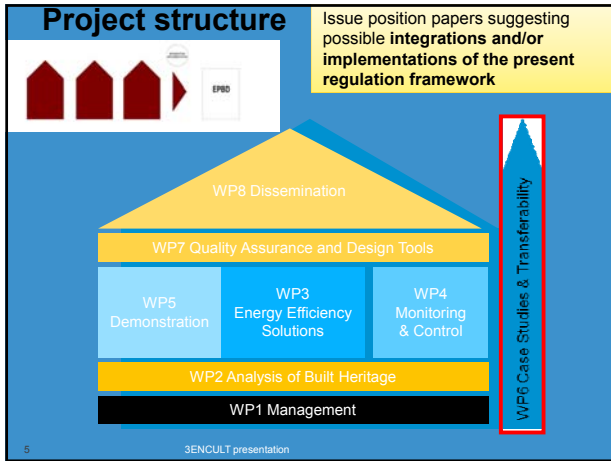 Project structure
Issue position papers suggesting
possible integrations and/or
implementations of the present
regulation framework
EPBD
WP8 Dissemination
WP7 Quality Assurance and Design Tools
WP5
Demonstration
WP3
Energy Efficiency
Solutions
WP4
Monitoring
& Control
WP2 Analysis of Built Heritage
WP1 Management
WP6 Case Studies & Transferability
5
3ENCULT presentation